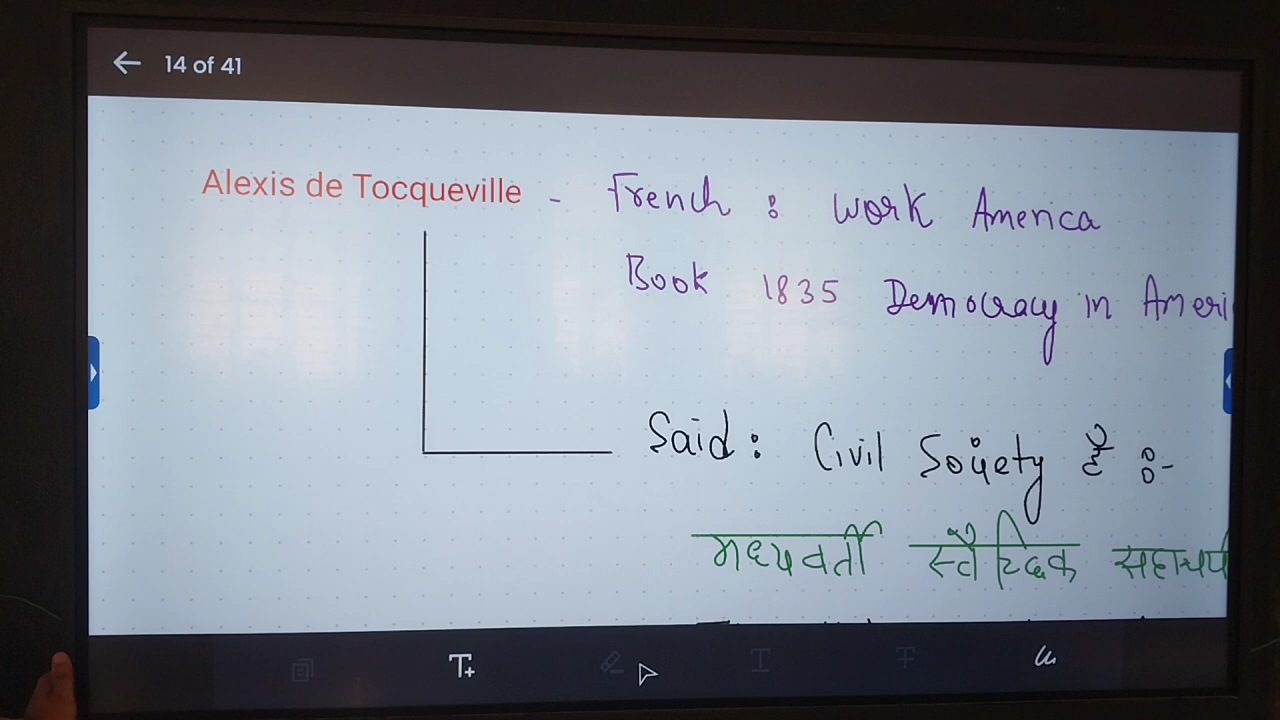 14 of 41
Alexis de Tocqueville - French : Work America
Book 1835 Democracy in Ameri
Said : Civil Society है :-
मध्यवर्ती स्वैच्छिक साहचर्य